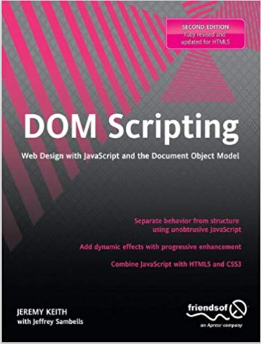 SECOND EDITION
Fully revised and
updated for HTML5
DOM Scripting
Web Design with JavaScript and the Document Object Model
Separate behavior from structure
using unobtrusive JavaScript
Add dynamic effects with progressive enhancement
Combine JavaScript with HTML5 and CSS3
JEREMY KEITH
with Jeffrey Sambells
friendsof
an Apress company